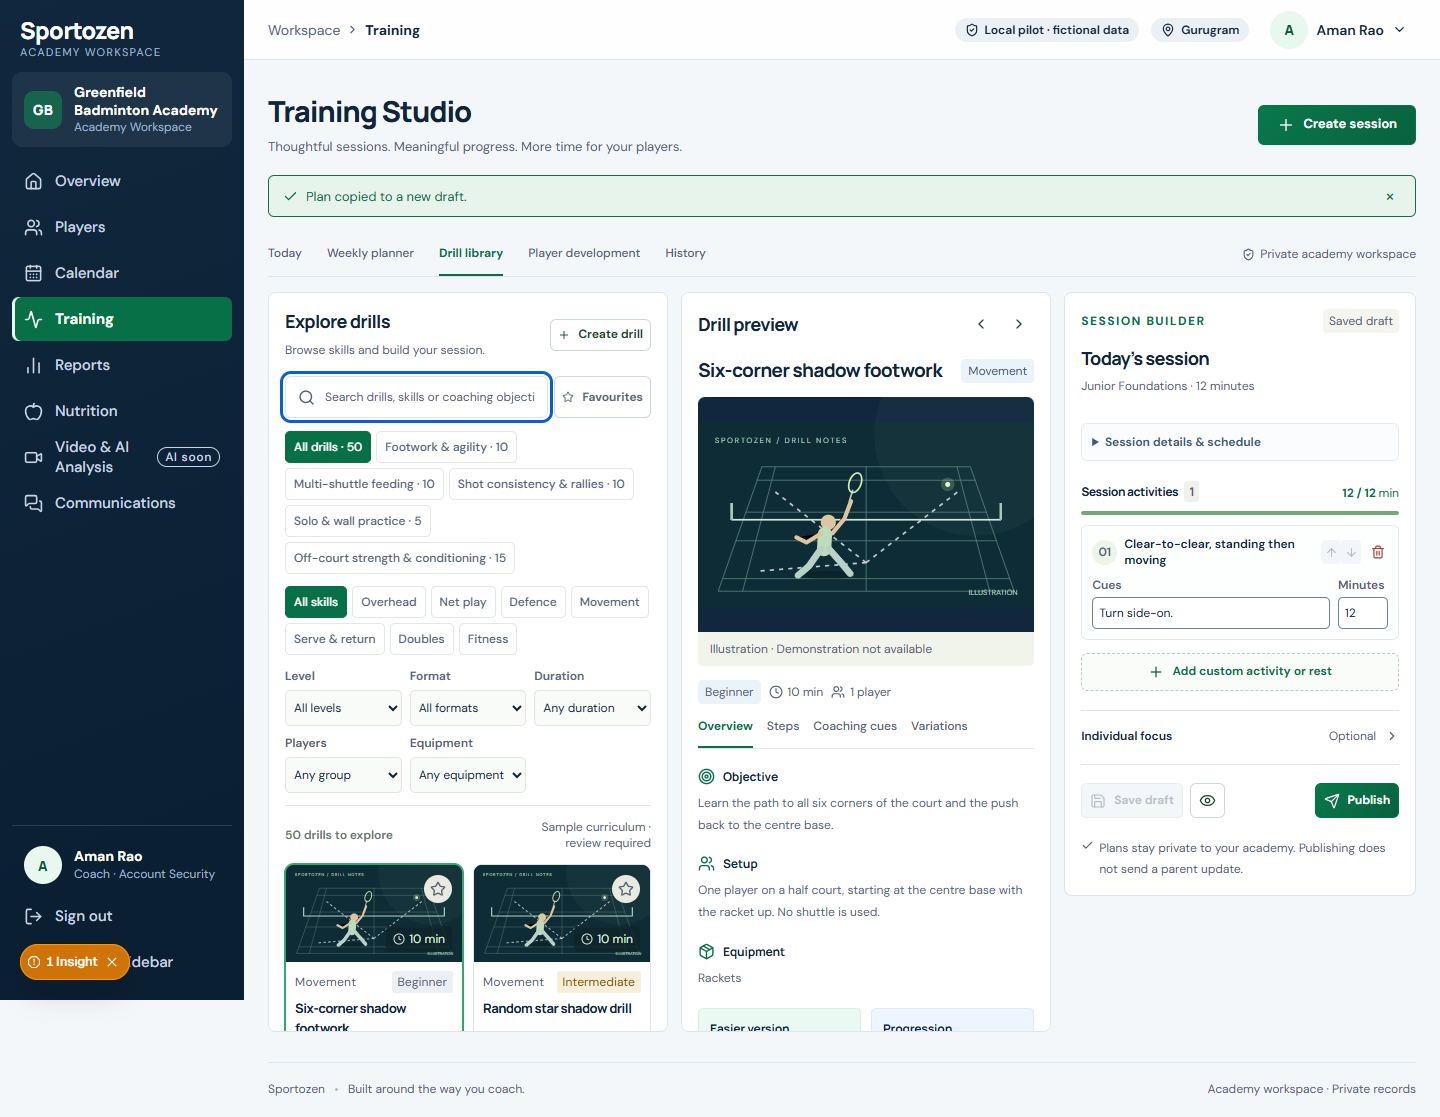 Sportozen
ACADEMY WORKSPACE
GB
Greenfield
Badminton Academy
Academy Workspace
Overview
Players
Calendar
Training
Reports
Nutrition
Video & AI
Analysis
AI soon
Communications
A
Aman Rao
Coach · Account Security
Sign out
1 Insight
debar
Workspace
Training
Local pilot · fictional data
Gurugram
A
Aman Rao
Training Studio
Thoughtful sessions. Meaningful progress. More time for your players.
Create session
Plan copied to a new draft.
Today
Weekly planner
Drill library
Player development
History
Private academy workspace
Explore drills
Browse skills and build your session.
Create drill
Search drills, skills or coaching objecti
Favourites
All drills · 50
Footwork & agility · 10
Multi-shuttle feeding · 10
Shot consistency & rallies · 10
Solo & wall practice · 5
Off-court strength & conditioning · 15
All skills
Overhead
Net play
Defence
Movement
Serve & return
Doubles
Fitness
Level
Format
Duration
All levels
All formats
Any duration
Players
Equipment
Any group
Any equipment
50 drills to explore
Sample curriculum ·
review required
SPORTOZEN / DRILL NOTES
10 min
ILLUSTRATION
Movement
Beginner
Six-corner shadow
footwork
SPORTOZEN / DRILL NOTES
10 min
ILLUSTRATION
Movement
Intermediate
Random star shadow drill
Drill preview
Six-corner shadow footwork
Movement
SPORTOZEN / DRILL NOTES
ILLUSTRATION
Illustration · Demonstration not available
Beginner
10 min
1 player
Overview
Steps
Coaching cues
Variations
Objective
Learn the path to all six corners of the court and the push
back to the centre base.
Setup
One player on a half court, starting at the centre base with
the racket up. No shuttle is used.
Equipment
Rackets
Easier version
Progression
SESSION BUILDER
Saved draft
Today's session
Junior Foundations · 12 minutes
Session details & schedule
Session activities
1
12 / 12 min
01
Clear-to-clear, standing then
moving
Cues
Minutes
Turn side-on.
12
Add custom activity or rest
Individual focus
Optional
Save draft
Publish
Plans stay private to your academy. Publishing does
not send a parent update.
Sportozen • Built around the way you coach.
Academy workspace · Private records